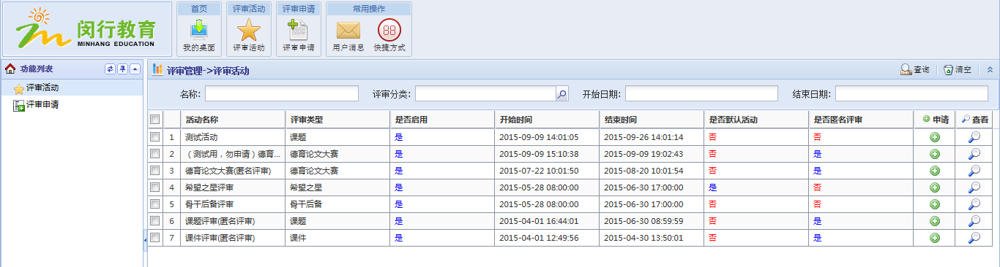 闵行教育
MINHANG EDUCATION
首页 评审活动 评审申请 常用操作
我的桌面 评审活动 评审申请 用户消息 88 快捷方式
功能列表
评审活动
评审申请
评审管理->评审活动 查询 清空
名称: 评审分类: 开始日期: 结束日期:
活动名称 评审类型 是否启用 开始时间 结束时间 是否默认活动 是否匿名评审 申请 查看
1 测试活动 课题 是 2015-09-09 14:01:05 2015-09-26 14:01:14 否 否
2 （测试用，勿申请）德育... 德育论文大赛 是 2015-09-09 15:10:38 2015-09-09 19:02:43 否 是
3 德育论文大赛(匿名评审) 德育论文大赛 是 2015-07-22 10:01:50 2015-08-20 10:01:54 否 是
4 希望之星评审 希望之星 是 2015-05-28 08:00:00 2015-06-30 17:00:00 是 否
5 骨干后备评审 骨干后备 是 2015-05-28 08:00:00 2015-06-30 17:00:00 否 否
6 课题评审(匿名评审) 课题 是 2015-04-01 16:44:01 2015-06-30 08:59:59 否 是
7 课件评审(匿名评审) 课件 是 2015-04-01 12:49:56 2015-04-30 13:50:01 否 是